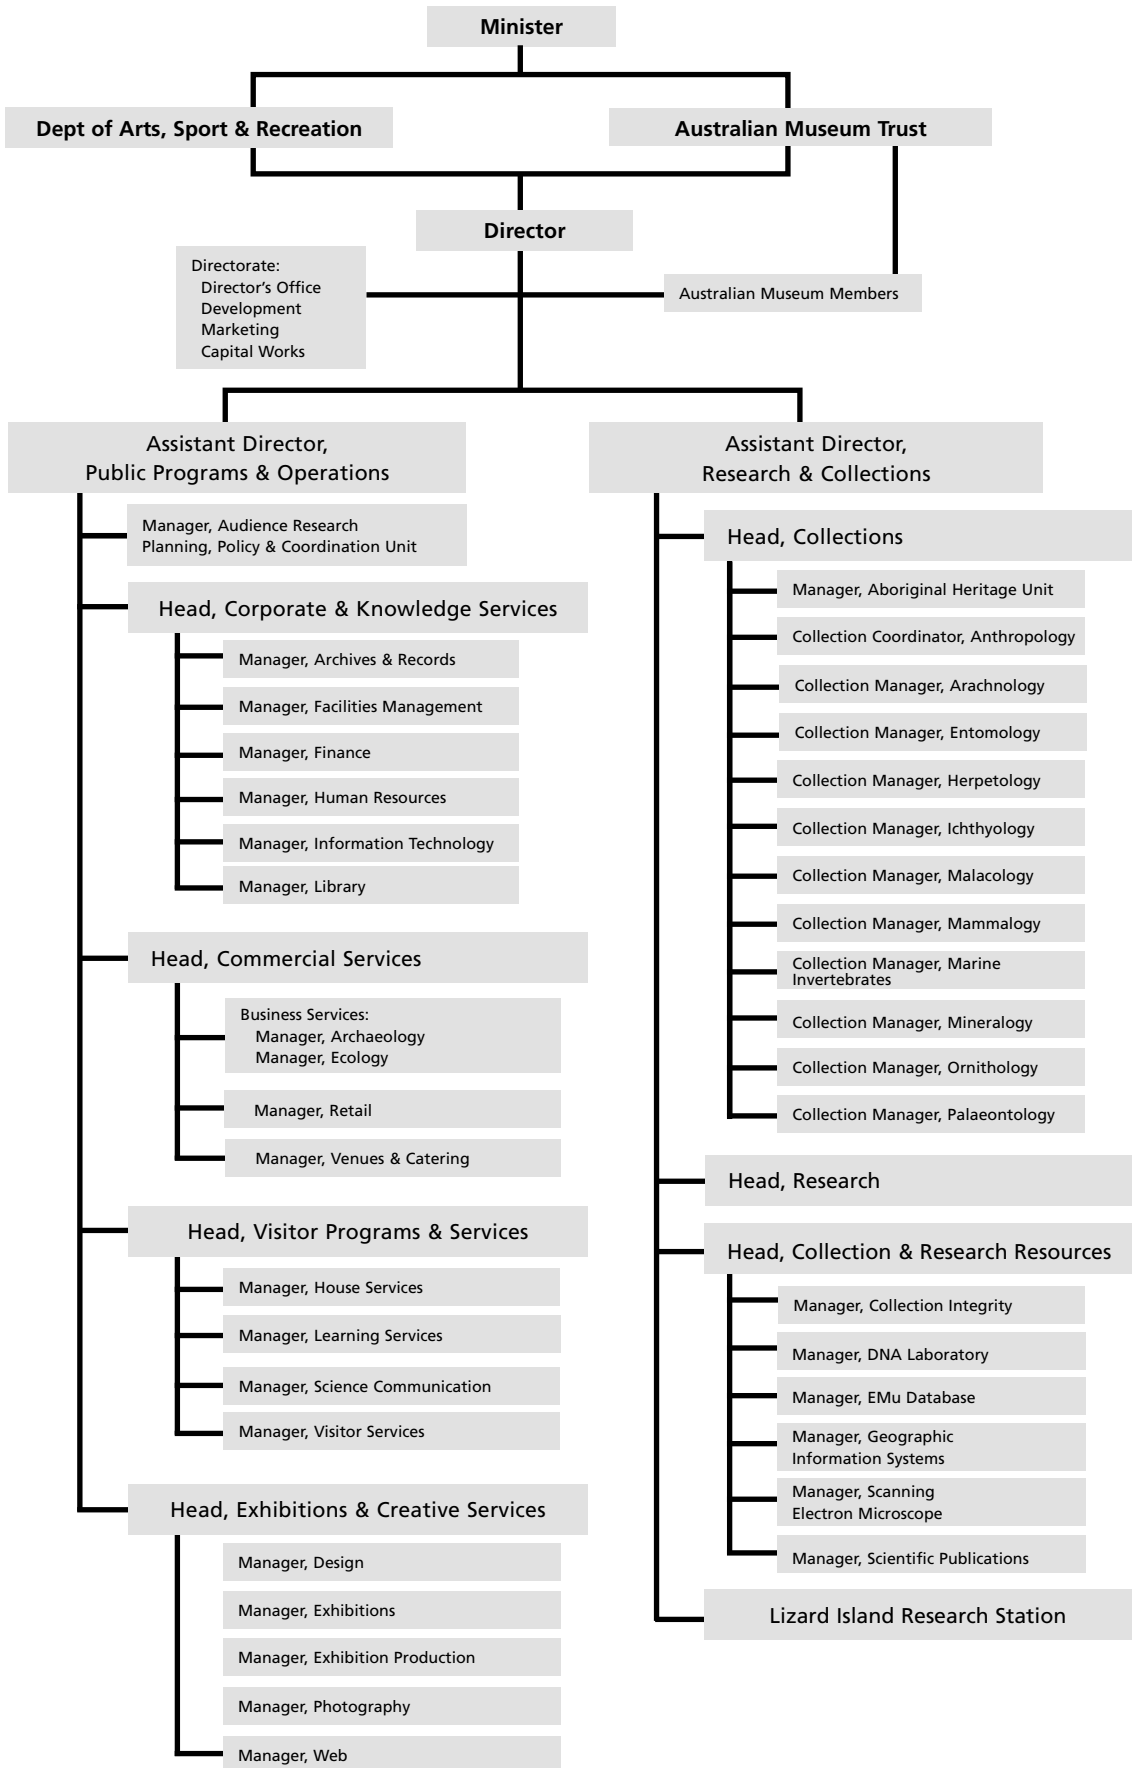 Minister
Dept of Arts, Sport & Recreation
Australian Museum Trust
Director
Directorate:
Director’s Office
Development
Marketing
Capital Works
Australian Museum Members
Assistant Director,
Public Programs & Operations
Manager, Audience Research
Planning, Policy & Coordination Unit
Head, Corporate & Knowledge Services
Manager, Archives & Records
Manager, Facilities Management
Manager, Finance
Manager, Human Resources
Manager, Information Technology
Manager, Library
Head, Commercial Services
Business Services:
Manager, Archaeology
Manager, Ecology
Manager, Retail
Manager, Venues & Catering
Head, Visitor Programs & Services
Manager, House Services
Manager, Learning Services
Manager, Science Communication
Manager, Visitor Services
Head, Exhibitions & Creative Services
Manager, Design
Manager, Exhibitions
Manager, Exhibition Production
Manager, Photography
Manager, Web
Assistant Director,
Research & Collections
Head, Collections
Manager, Aboriginal Heritage Unit
Collection Coordinator, Anthropology
Collection Manager, Arachnology
Collection Manager, Entomology
Collection Manager, Herpetology
Collection Manager, Ichthyology
Collection Manager, Malacology
Collection Manager, Mammalogy
Collection Manager, Marine
Invertebrates
Collection Manager, Mineralogy
Collection Manager, Ornithology
Collection Manager, Palaeontology
Head, Research
Head, Collection & Research Resources
Manager, Collection Integrity
Manager, DNA Laboratory
Manager, EMu Database
Manager, Geographic
Information Systems
Manager, Scanning
Electron Microscope
Manager, Scientific Publications
Lizard Island Research Station